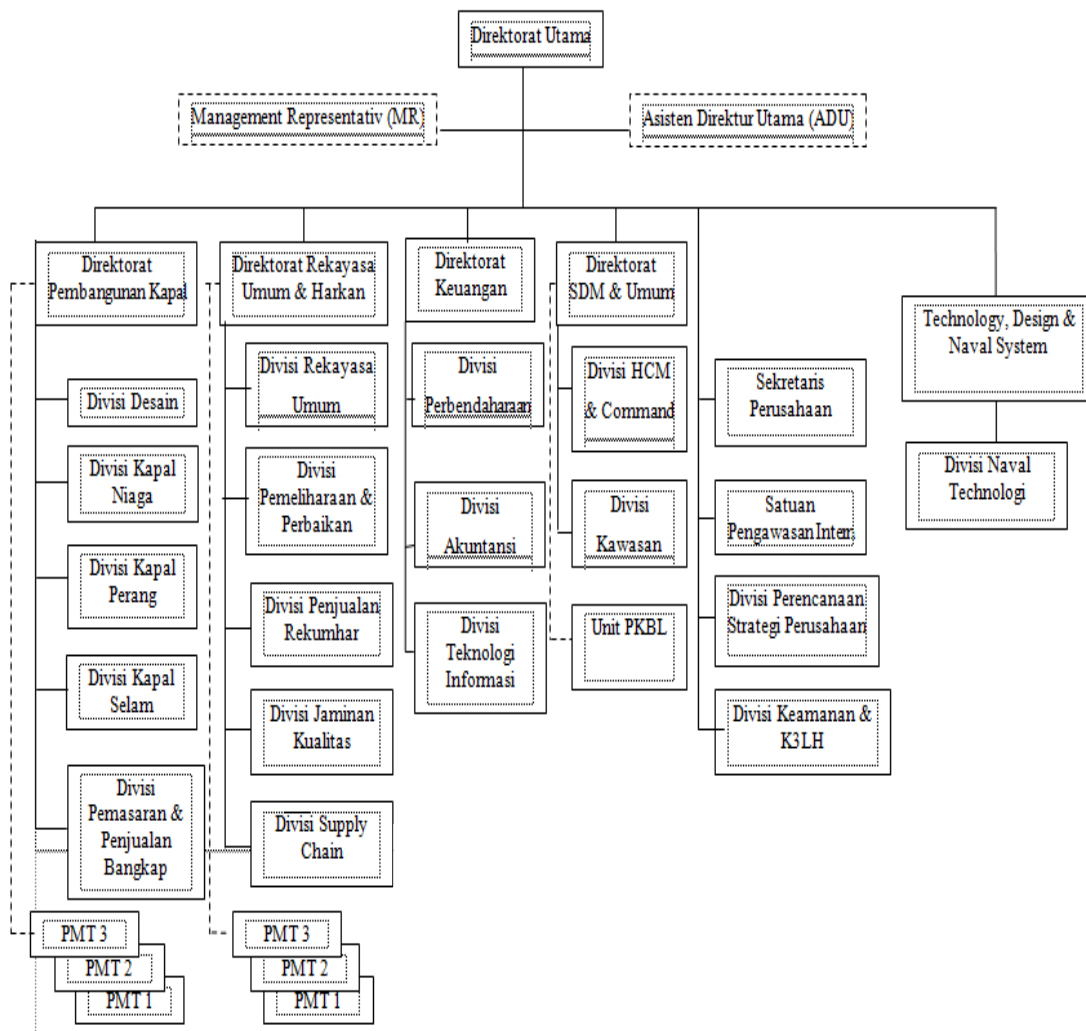 Direktorat Utama
Management Representativ (MR)
Asisten Direktur Utama (ADU)
Direktorat
Pembangunan Kapal
Direktorat Rekayasa
Umum & Harkan
Direktorat
Keuangan
Direktorat
SDM & Umum
Technology, Design &
Naval System
Divisi Desain
Divisi Kapal
Niaga
Divisi Kapal
Perang
Divisi Kapal
Selam
Divisi
Pemasaran &
Penjualan
Bangkap
PMT 3
PMT 2
PMT 1
Divisi Rekayasa
Umum
Divisi
Pemeliharaan &
Perbaikan
Divisi Penjualan
Rekumhar
Divisi Jaminan
Kualitas
Divisi Supply
Chain
PMT 3
PMT 2
PMT 1
Divisi
Perbendaharaan
Divisi
Akuntansi
Divisi
Teknologi
Informasi
Divisi HCM
& Command
Divisi
Kawasan
Unit PKBL
Sekretaris
Perusahaan
Satuan
Pengawasan Intern
Divisi Perencanaan
Strategi Perusahaan
Divisi Keamanan &
K3LH
Divisi Naval
Technologi